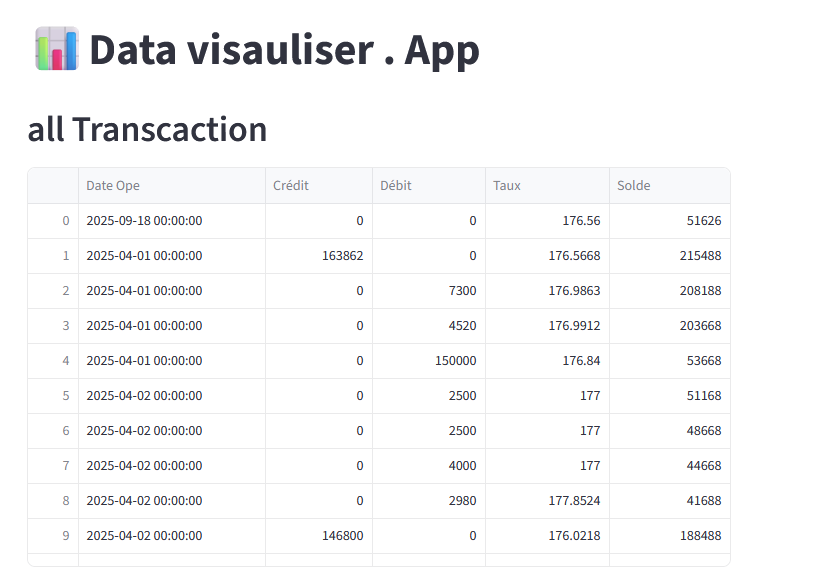 Data visauliser . App
all Transcaction
Date Ope Crédit Débit Taux Solde
0 2025-09-18 00:00:00 0 0 176.56 51626
1 2025-04-01 00:00:00 163862 0 176.5668 215488
2 2025-04-01 00:00:00 0 7300 176.9863 208188
3 2025-04-01 00:00:00 0 4520 176.9912 203668
4 2025-04-01 00:00:00 0 150000 176.84 53668
5 2025-04-02 00:00:00 0 2500 177 51168
6 2025-04-02 00:00:00 0 2500 177 48668
7 2025-04-02 00:00:00 0 4000 177 44668
8 2025-04-02 00:00:00 0 2980 177.8524 41688
9 2025-04-02 00:00:00 146800 0 176.0218 188488